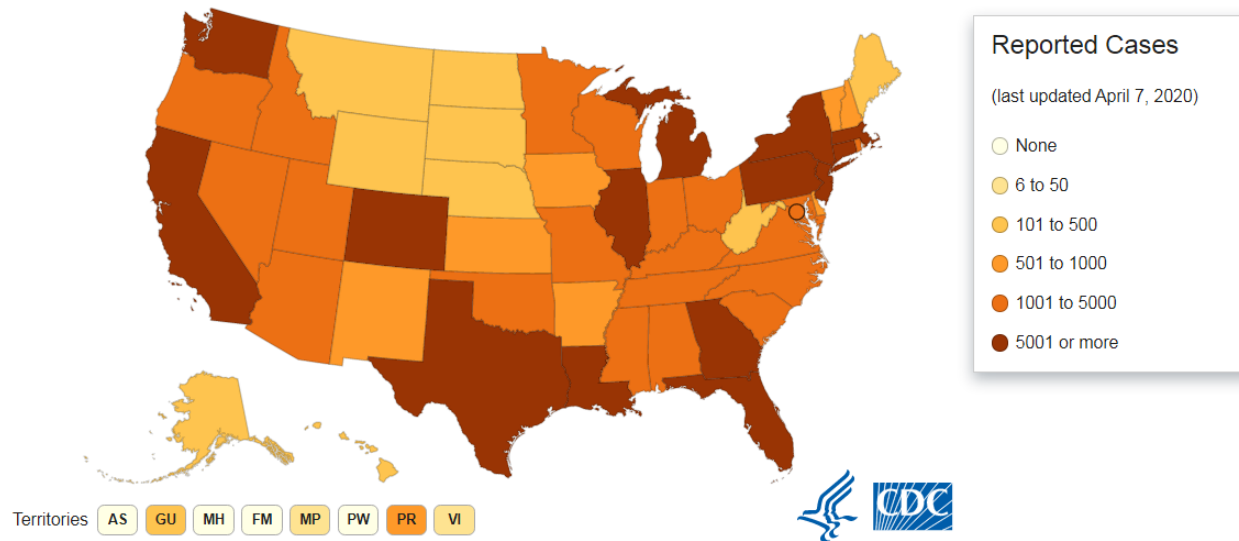 Reported Cases
(last updated April 7, 2020)
None
6 to 50
101 to 500
501 to 1000
1001 to 5000
5001 or more
Territories AS GU MH FM MP PW PR VI
CDC